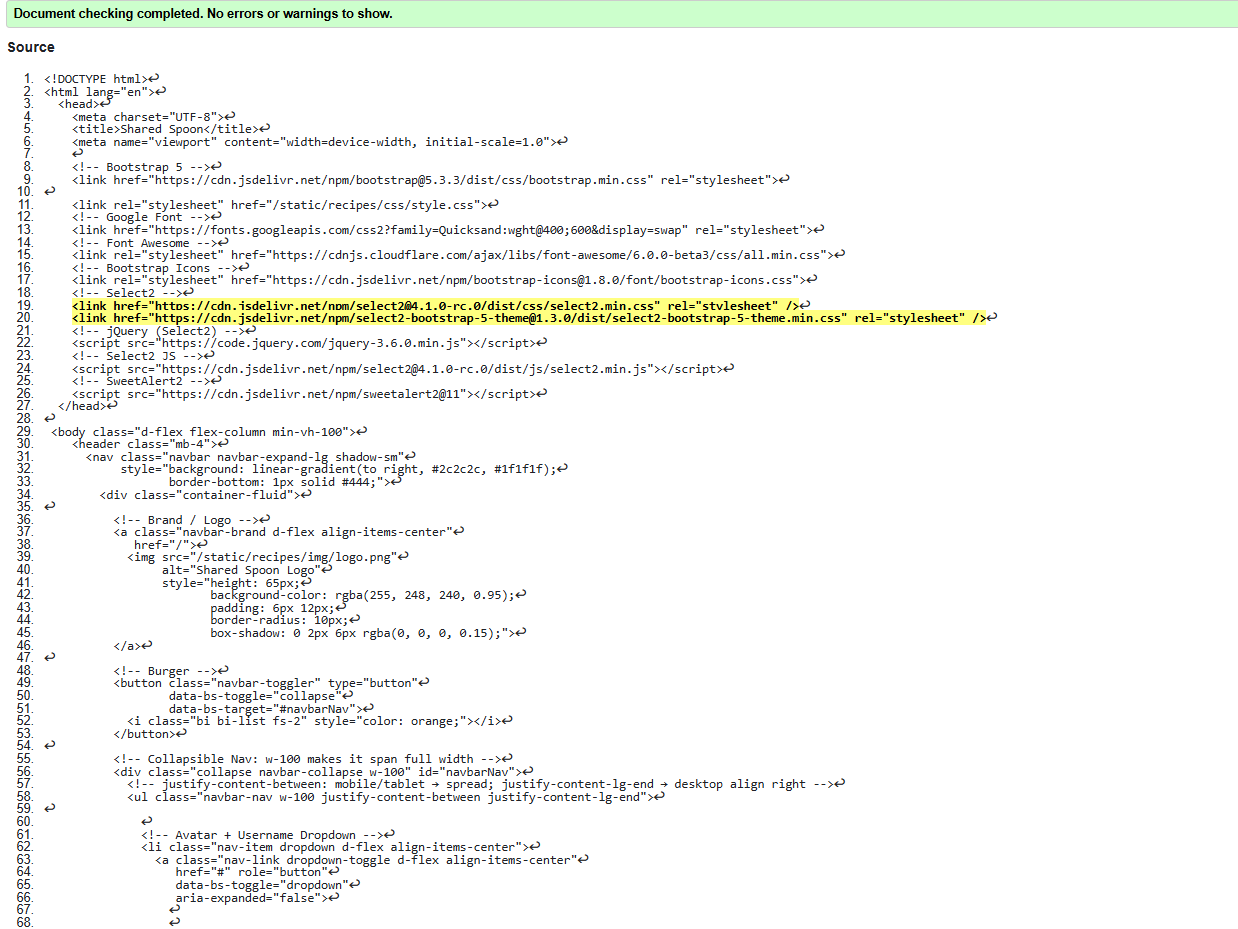 Document checking completed. No errors or warnings to show.
Source
1. <!DOCTYPE html>↩
2. <html lang="en">↩
3.   <head>↩
4.     <meta charset="UTF-8">↩
5.     <title>Shared Spoon</title>↩
6.     <meta name="viewport" content="width=device-width, initial-scale=1.0">↩
7.     ↩
8.     <!-- Bootstrap 5 -->↩
9.     <link href="https://cdn.jsdelivr.net/npm/bootstrap@5.3.3/dist/css/bootstrap.min.css" rel="stylesheet">↩
10. ↩
11.     <link rel="stylesheet" href="/static/recipes/css/style.css">↩
12.     <!-- Google Font -->↩
13.     <link href="https://fonts.googleapis.com/css2?family=Quicksand:wght@400;600&display=swap" rel="stylesheet">↩
14.     <!-- Font Awesome -->↩
15.     <link rel="stylesheet" href="https://cdnjs.cloudflare.com/ajax/libs/font-awesome/6.0.0-beta3/css/all.min.css">↩
16.     <!-- Bootstrap Icons -->↩
17.     <link rel="stylesheet" href="https://cdn.jsdelivr.net/npm/bootstrap-icons@1.8.0/font/bootstrap-icons.css">↩
18.     <!-- Select2 -->↩
19.     <link href="https://cdn.jsdelivr.net/npm/select2@4.1.0-rc.0/dist/css/select2.min.css" rel="stylesheet" />↩
20.     <link href="https://cdn.jsdelivr.net/npm/select2-bootstrap-5-theme@1.3.0/dist/select2-bootstrap-5-theme.min.css" rel="stylesheet" />↩
21.     <!-- jQuery (Select2) -->↩
22.     <script src="https://code.jquery.com/jquery-3.6.0.min.js"></script>↩
23.     <!-- Select2 JS -->↩
24.     <script src="https://cdn.jsdelivr.net/npm/select2@4.1.0-rc.0/dist/js/select2.min.js"></script>↩
25.     <!-- SweetAlert2 -->↩
26.     <script src="https://cdn.jsdelivr.net/npm/sweetalert2@11"></script>↩
27.   </head>↩
28. ↩
29.  <body class="d-flex flex-column min-vh-100">↩
30.     <header class="mb-4">↩
31.       <nav class="navbar navbar-expand-lg shadow-sm"↩
32.            style="background: linear-gradient(to right, #2c2c2c, #1f1f1f);↩
33.                   border-bottom: 1px solid #444;">↩
34.         <div class="container-fluid">↩
35. ↩
36.           <!-- Brand / Logo -->↩
37.           <a class="navbar-brand d-flex align-items-center"↩
38.              href="/">↩
39.             <img src="/static/recipes/img/logo.png"↩
40.                  alt="Shared Spoon Logo"↩
41.                  style="height: 65px;↩
42.                         background-color: rgba(255, 248, 240, 0.95);↩
43.                         padding: 6px 12px;↩
44.                         border-radius: 10px;↩
45.                         box-shadow: 0 2px 6px rgba(0, 0, 0, 0.15);">↩
46.           </a>↩
47. ↩
48.           <!-- Burger -->↩
49.           <button class="navbar-toggler" type="button"↩
50.                   data-bs-toggle="collapse"↩
51.                   data-bs-target="#navbarNav">↩
52.             <i class="bi bi-list fs-2" style="color: orange;"></i>↩
53.           </button>↩
54. ↩
55.           <!-- Collapsible Nav: w-100 makes it span full width -->↩
56.           <div class="collapse navbar-collapse w-100" id="navbarNav">↩
57.             <!-- justify-content-between: mobile/tablet → spread; justify-content-lg-end → desktop align right -->↩
58.             <ul class="navbar-nav w-100 justify-content-between justify-content-lg-end">↩
59. ↩
60.               ↩
61.               <!-- Avatar + Username Dropdown -->↩
62.               <li class="nav-item dropdown d-flex align-items-center">↩
63.                 <a class="nav-link dropdown-toggle d-flex align-items-center"↩
64.                    href="#" role="button"↩
65.                    data-bs-toggle="dropdown"↩
66.                    aria-expanded="false">↩
67.                   ↩
68.                   ↩